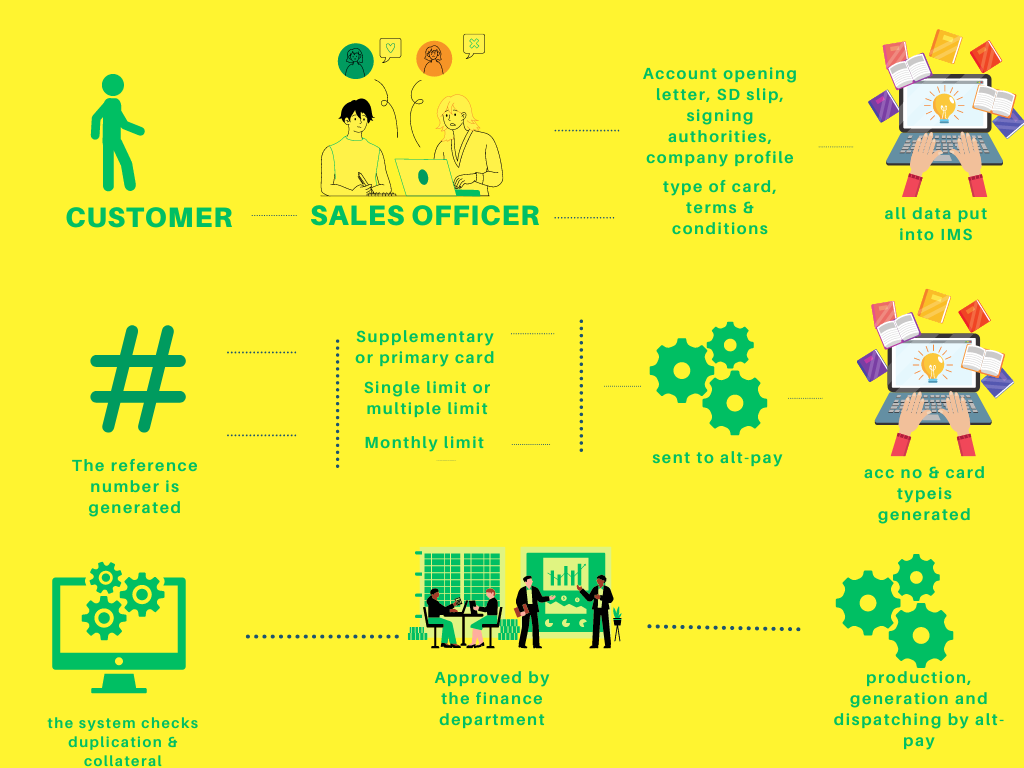 CUSTOMER
SALES OFFICER
Account opening
letter, SD slip,
signing
authorities,
company profile
type of card,
terms &
conditions
all data put
into IMS
The reference
number is
generated
Supplementary
or primary card
Single limit or
multiple limit
Monthly limit
sent to alt-pay
acc no & card
typeis
generated
the system checks
duplication &
collateral
Approved by
the finance
department
production,
generation and
dispatching by alt-
pay